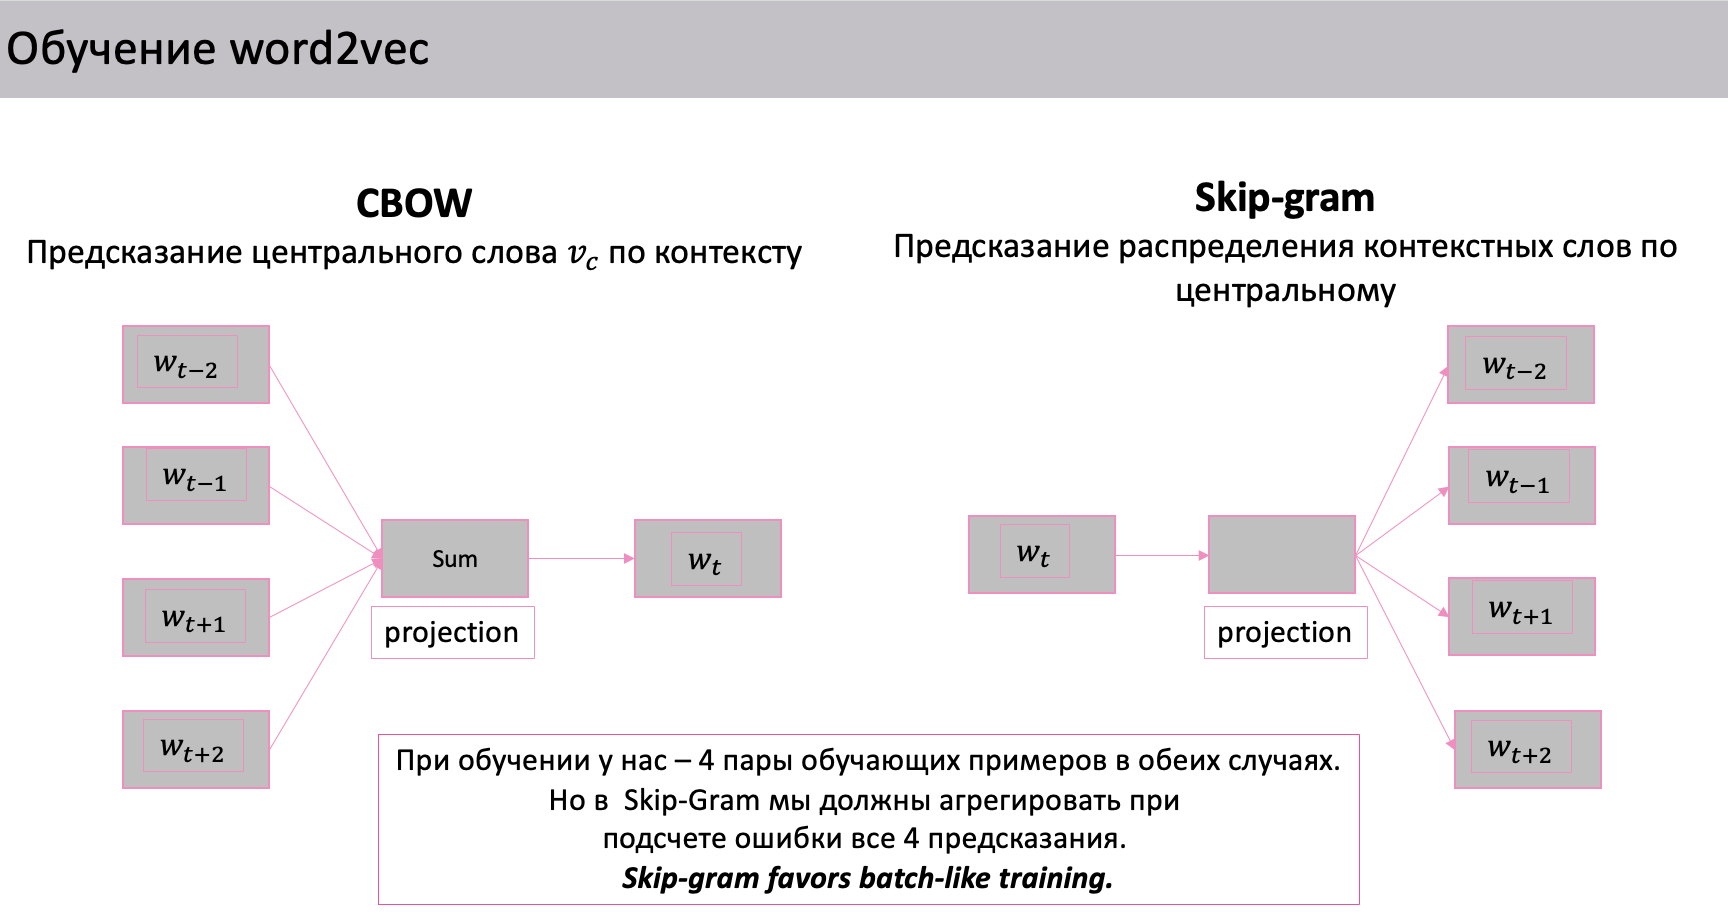 Обучение word2vec
CBOW
Предсказание центрального слова v_c по контексту
w_{t−2}
w_{t−1}
w_{t+1}
w_{t+2}
Sum
projection
w_t
Skip-gram
Предсказание распределения контекстных слов по
центральному
w_t
projection
w_{t−2}
w_{t−1}
w_{t+1}
w_{t+2}
При обучении у нас – 4 пары обучающих примеров в обеих случаях.
Но в Skip-Gram мы должны агрегировать при
подсчете ошибки все 4 предсказания.
Skip-gram favors batch-like training.